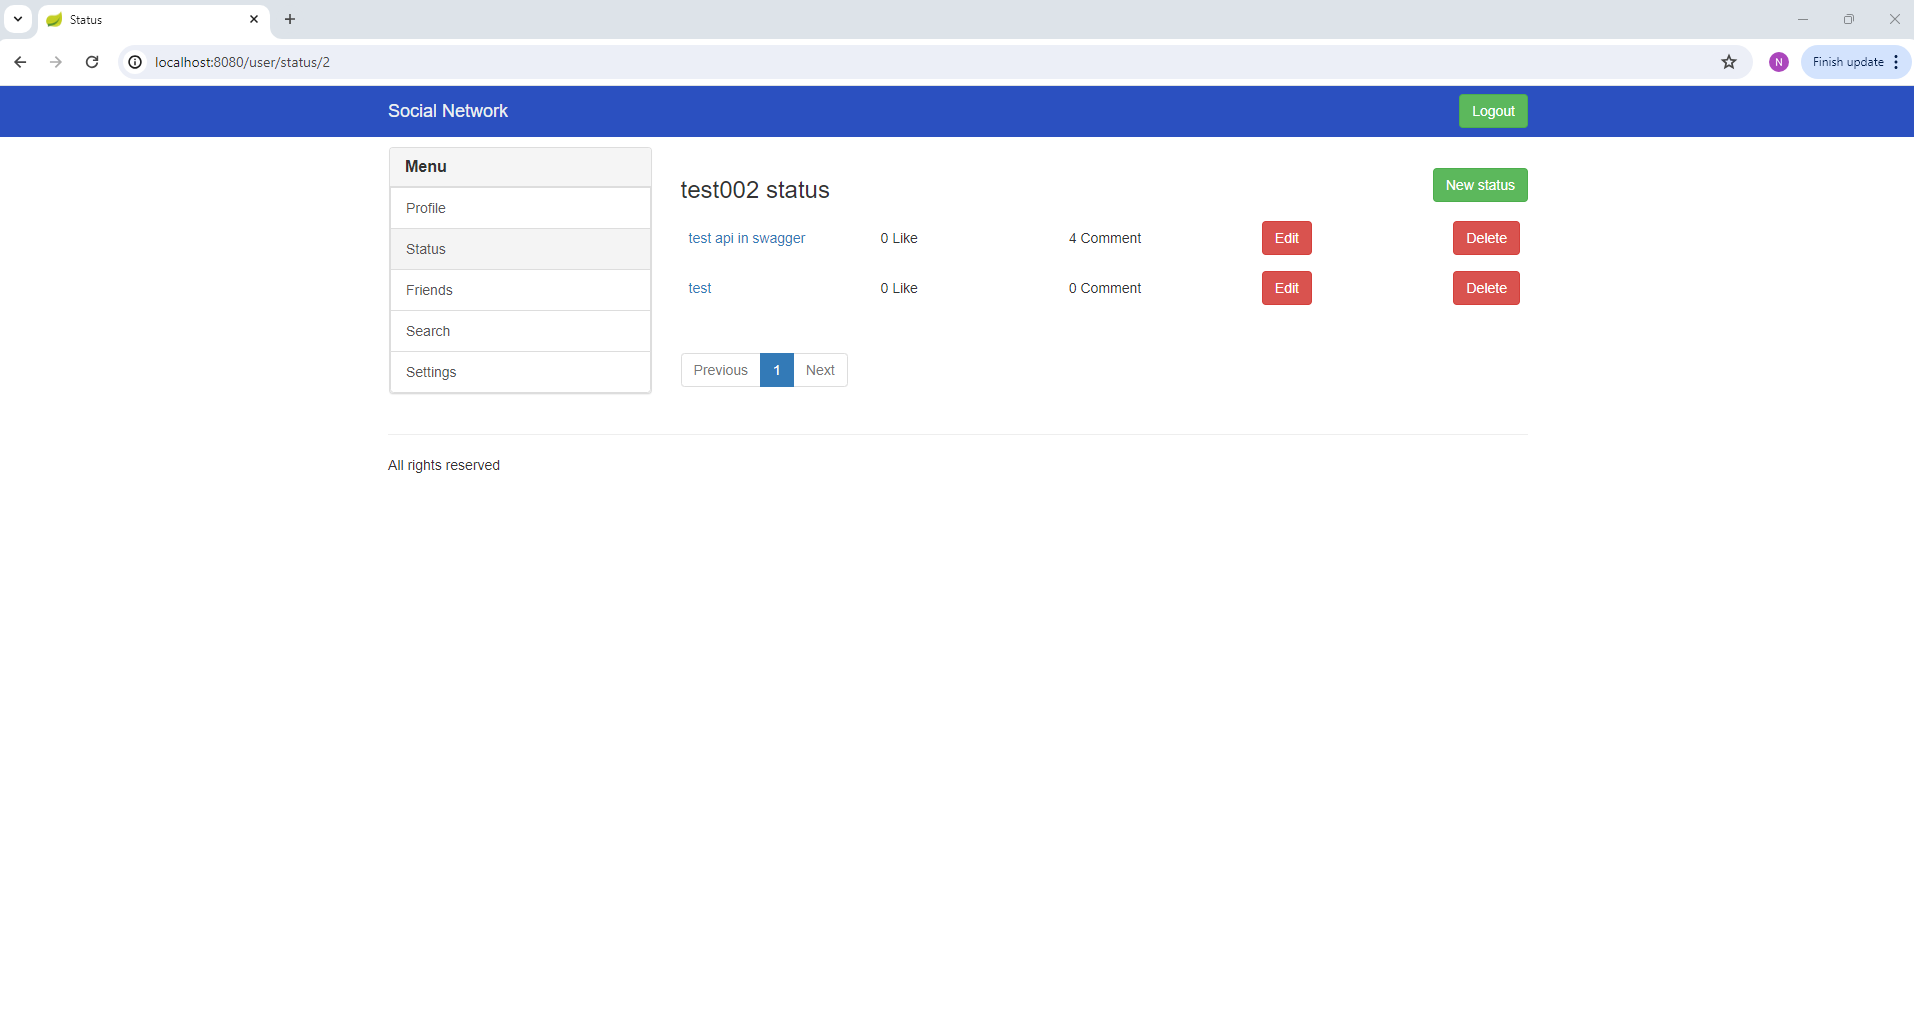 Status
localhost:8080/user/status/2
N
Finish update
Social Network
Logout
Menu
Profile
Status
Friends
Search
Settings
test002 status
New status
test api in swagger 0 Like 4 Comment Edit Delete
test 0 Like 0 Comment Edit Delete
Previous 1 Next
All rights reserved